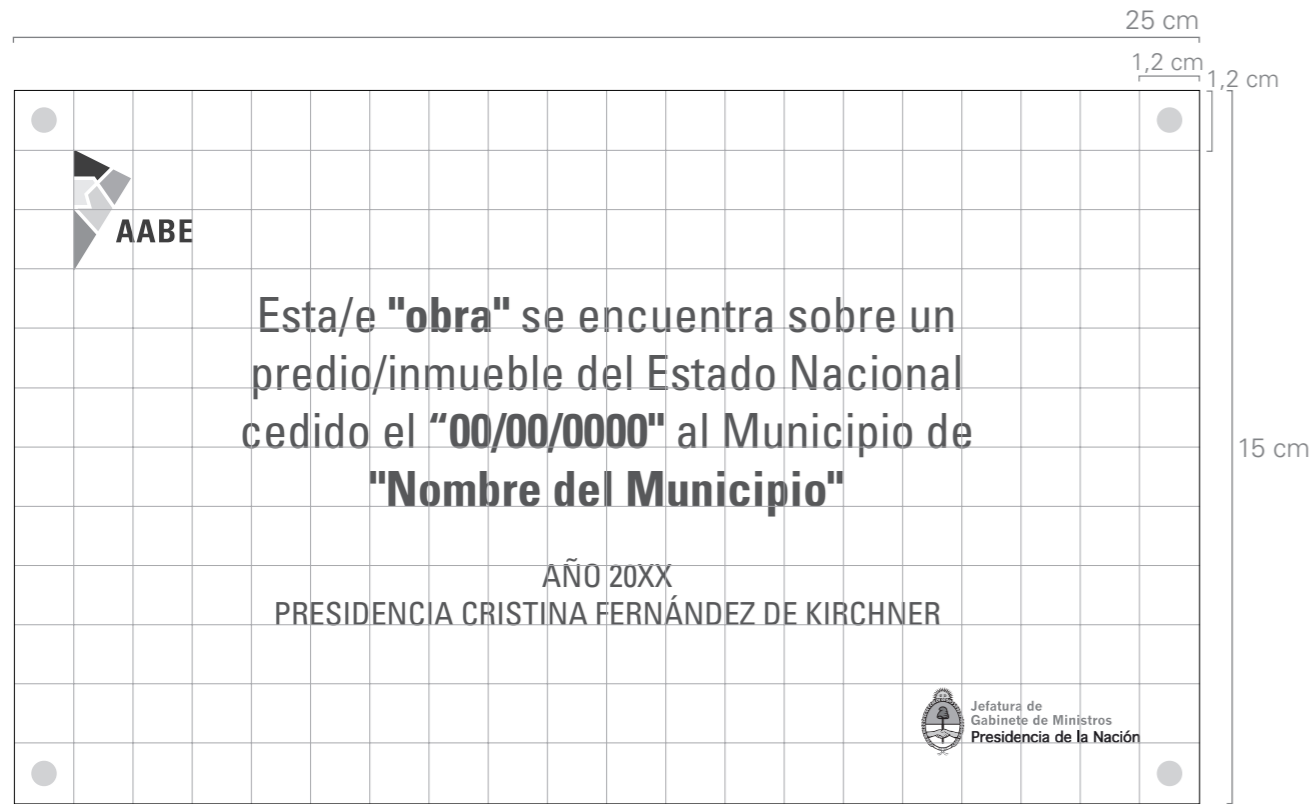 25 cm
1,2 cm
1,2 cm
AABE
Esta/e "obra" se encuentra sobre un
predio/inmueble del Estado Nacional
cedido el “00/00/0000" al Municipio de
"Nombre del Municipio"
15 cm
AÑO 20XX
PRESIDENCIA CRISTINA FERNÁNDEZ DE KIRCHNER
Jefatura de
Gabinete de Ministros
Presidencia de la Nación